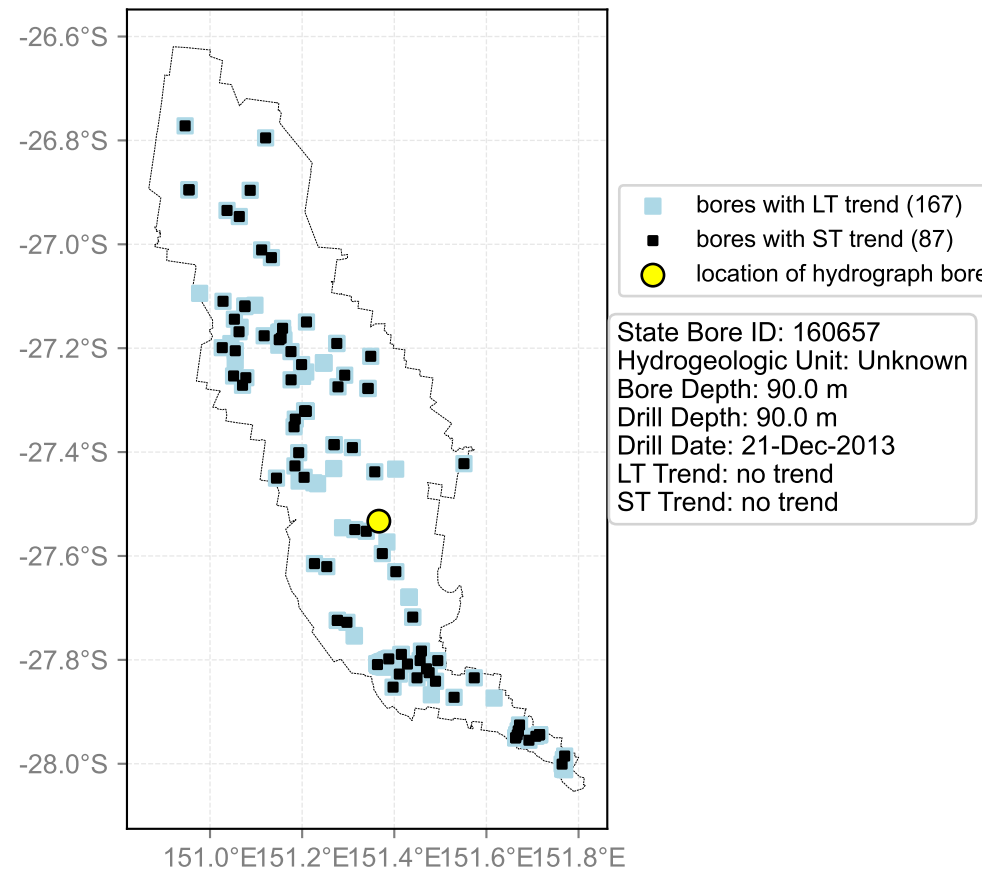 -26.6°S
-26.8°S
-27.0°S
-27.2°S
-27.4°S
-27.6°S
-27.8°S
-28.0°S
151.0°E151.2°E151.4°E151.6°E151.8°E
bores with LT trend (167)
bores with ST trend (87)
location of hydrograph bore
State Bore ID: 160657
Hydrogeologic Unit: Unknown
Bore Depth: 90.0 m
Drill Depth: 90.0 m
Drill Date: 21-Dec-2013
LT Trend: no trend
ST Trend: no trend